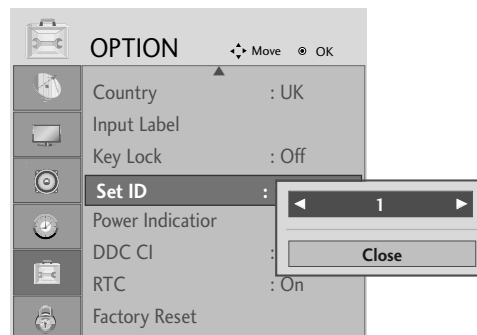 OPTION Move OK
Country : UK
Input Label
Key Lock : Off
Set ID :
◄ 1 ►
Power Indicatior
DDC CI :
Close
RTC : On
Factory Reset